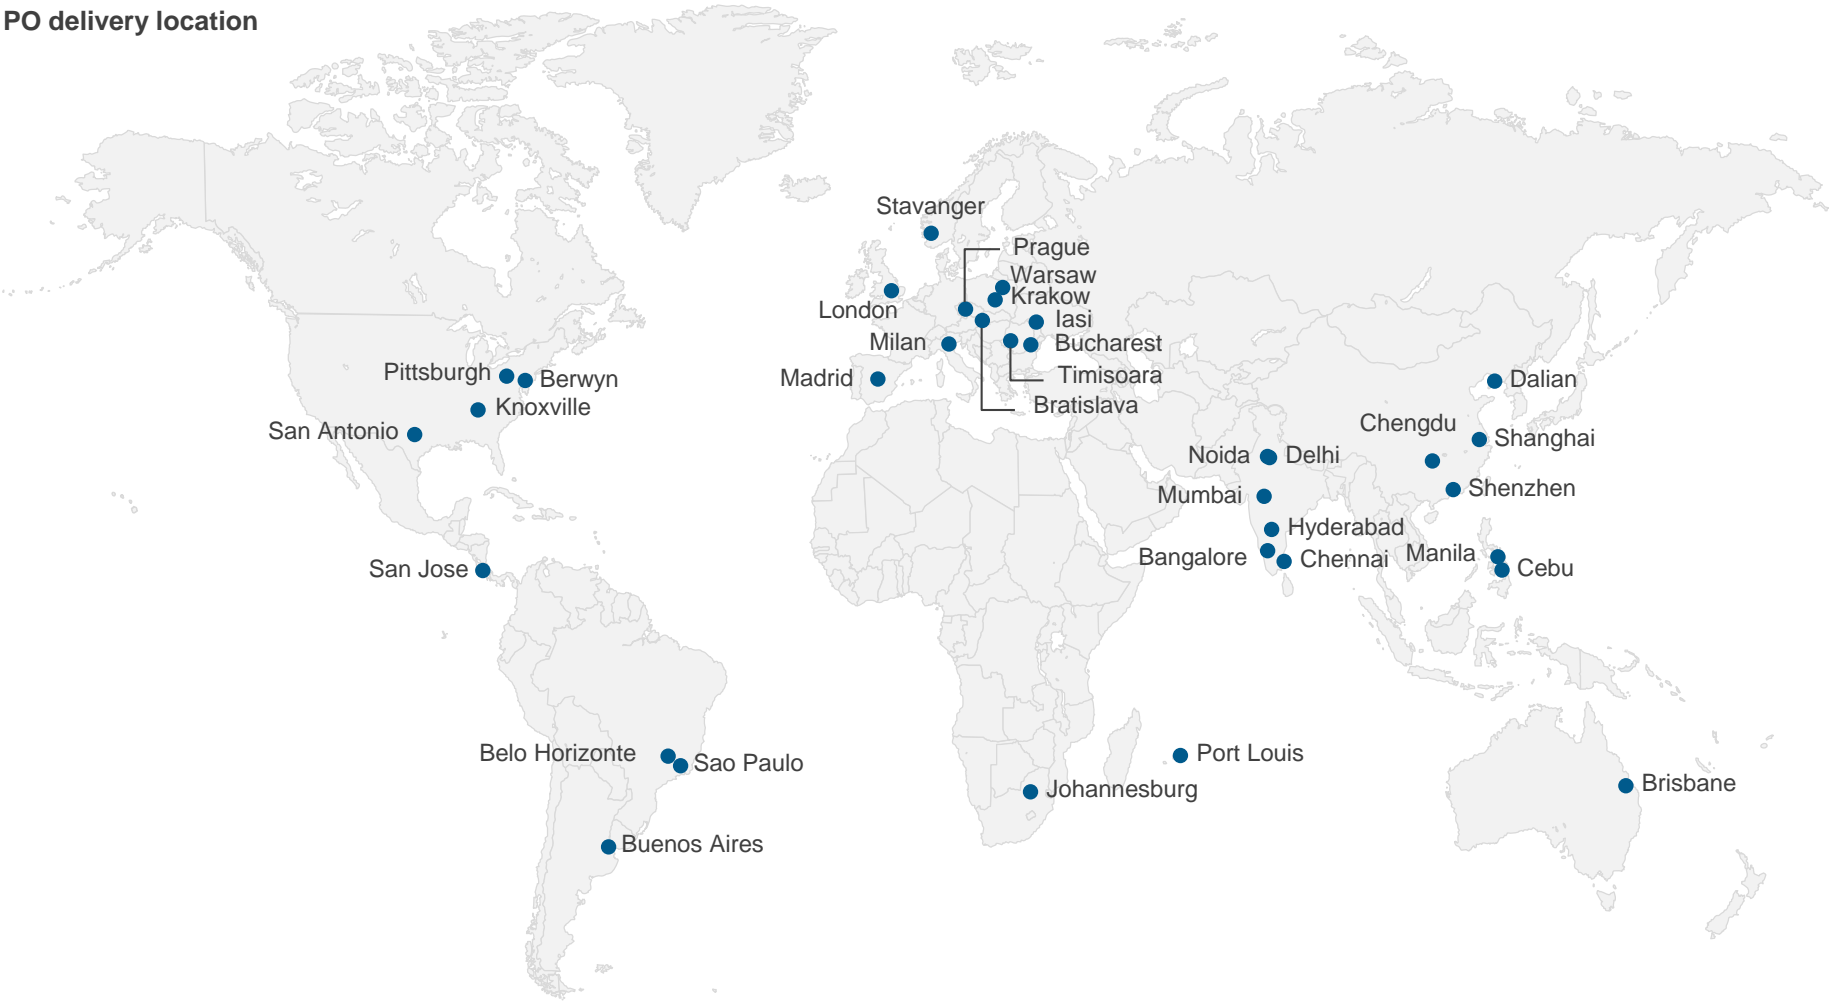 PO delivery location
Stavanger
Prague
Warsaw
Krakow
London
Iasi
Milan
Bucharest
Pittsburgh
Berwyn
Madrid
Timisoara
Dalian
Knoxville
Bratislava
Chengdu
San Antonio
Shanghai
Noida
Delhi
Mumbai
Shenzhen
Hyderabad
Bangalore
Chennai
Manila
San Jose
Cebu
Belo Horizonte
Sao Paulo
Port Louis
Johannesburg
Brisbane
Buenos Aires